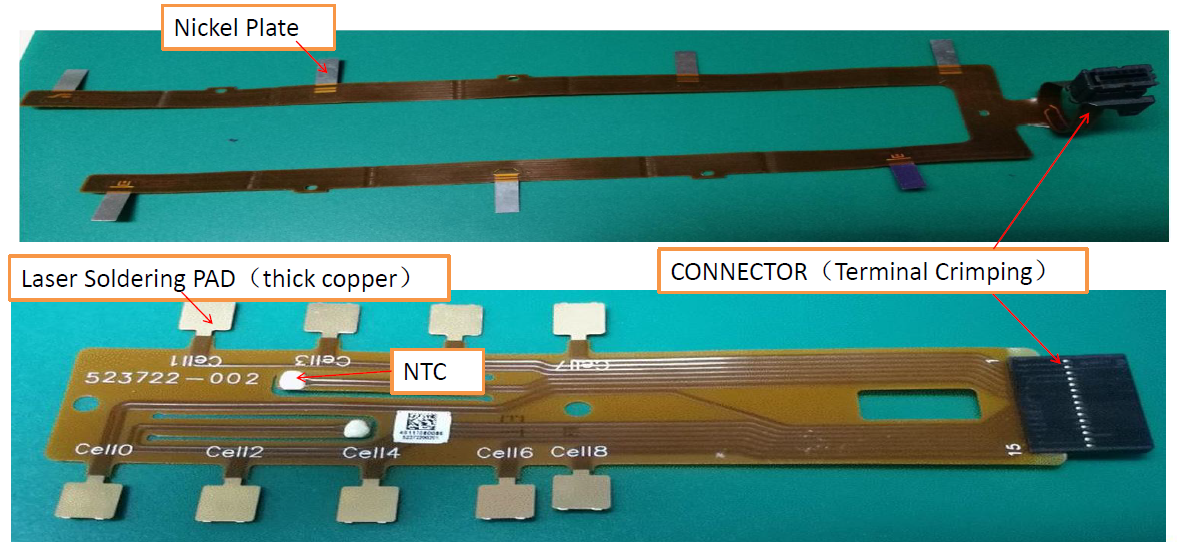 Nickel Plate
Laser Soldering PAD（thick copper）
CONNECTOR（Terminal Crimping）
Cell1
Cell3
Cell7
1
523722-002
NTC
Cell0
Cell2
Cell4
Cell6
Cell8
15